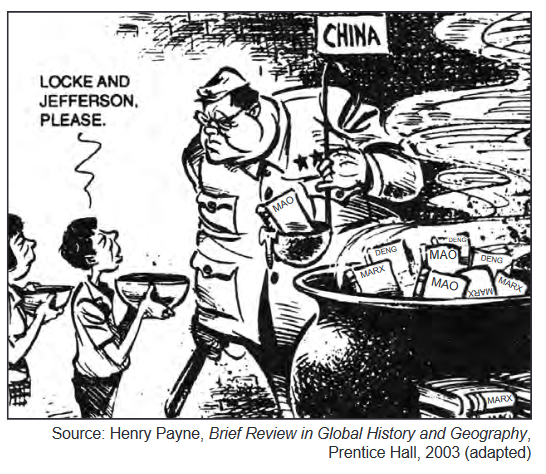 CHINA
LOCKE AND
JEFFERSON,
PLEASE.
MAO
DENG
DENG
MAO
DENG
MARX
MAO
MARX
MARX
MARX
Source: Henry Payne, Brief Review in Global History and Geography,
Prentice Hall, 2003 (adapted)